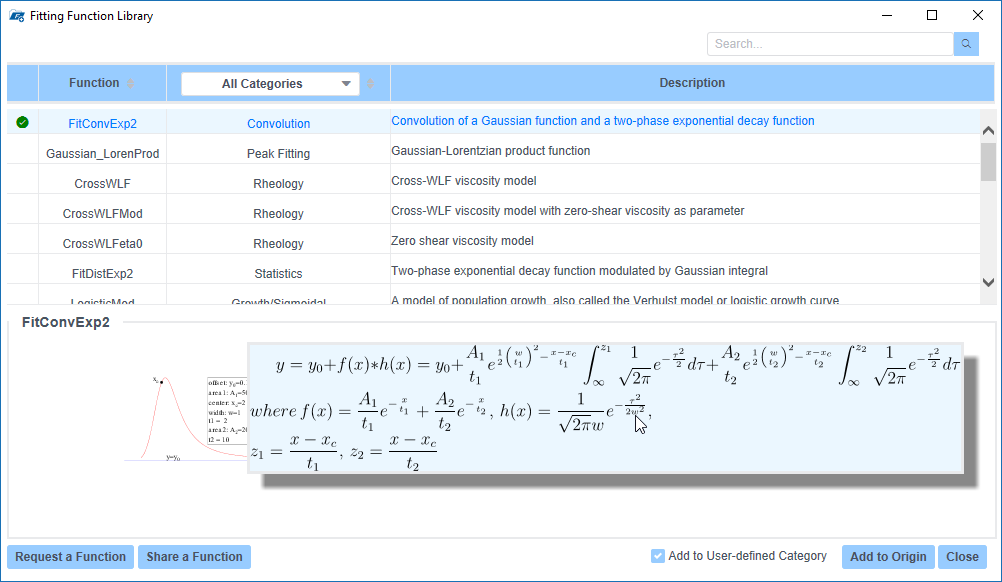 Fitting Function Library
Search...
Function All Categories Description
FitConvExp2 Convolution Convolution of a Gaussian function and a two-phase exponential decay function
Gaussian_LorenProd Peak Fitting Gaussian-Lorentzian product function
CrossWLF Rheology Cross-WLF viscosity model
CrossWLFMod Rheology Cross-WLF viscosity model with zero-shear viscosity as parameter
CrossWLFeta0 Rheology Zero shear viscosity model
FitDistExp2 Statistics Two-phase exponential decay function modulated by Gaussian integral
LogisticMod Growth/Sigmoidal A model of population growth, also called the Verhulst model or logistic growth curve
FitConvExp2
y = y_0 + f(x)*h(x) = y_0 + \frac{A_1}{t_1} e^{\frac{1}{2}(\frac{w}{t_1})^2 - \frac{x-x_c}{t_1}} \int_{\infty}^{z_1} \frac{1}{\sqrt{2\pi}} e^{-\frac{\tau^2}{2}} d\tau + \frac{A_2}{t_2} e^{\frac{1}{2}(\frac{w}{t_2})^2 - \frac{x-x_c}{t_2}} \int_{\infty}^{z_2} \frac{1}{\sqrt{2\pi}} e^{-\frac{\tau^2}{2}} d\tau
where f(x) = \frac{A_1}{t_1} e^{-\frac{x}{t_1}} + \frac{A_2}{t_2} e^{-\frac{x}{t_2}}, h(x) = \frac{1}{\sqrt{2\pi}w} e^{-\frac{\tau^2}{2w^2}},
z_1 = \frac{x - x_c}{t_1}, z_2 = \frac{x - x_c}{t_2}
x_c
offset: y_0=0.
area1: A_1=50
center: x_c=2
width: w=1
t1 = 2
area2: A_2=20
t2 = 10
y=y_0
Request a Function Share a Function Add to User-defined Category Add to Origin Close